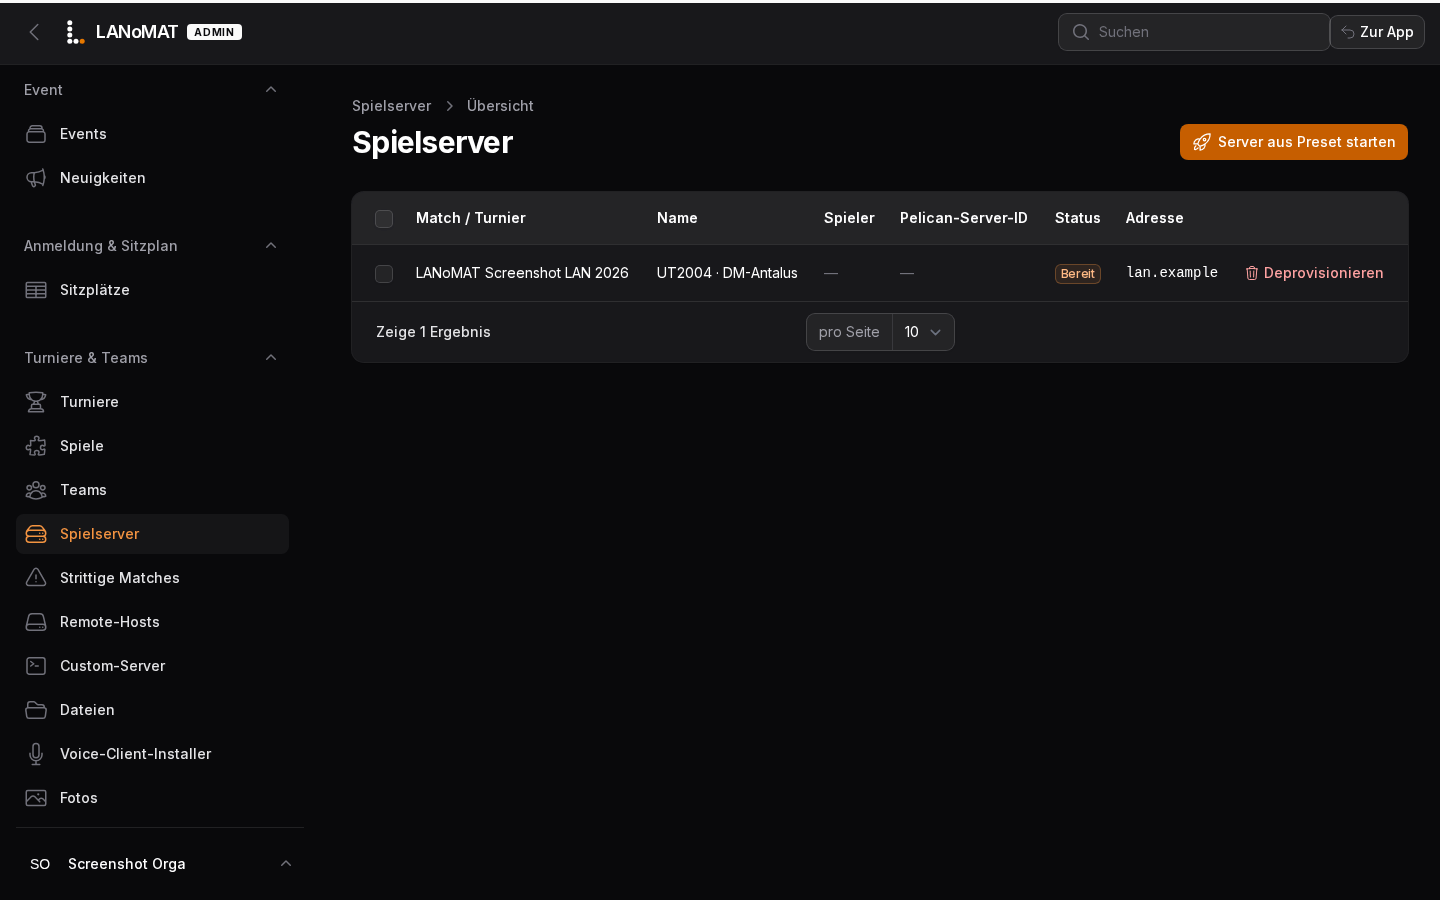 LANoMAT ADMIN
Suchen
Zur App
Event
Events
Neuigkeiten
Anmeldung & Sitzplan
Sitzplätze
Turniere & Teams
Turniere
Spiele
Teams
Spielserver
Strittige Matches
Remote-Hosts
Custom-Server
Dateien
Voice-Client-Installer
Fotos
SO Screenshot Orga
Spielserver > Übersicht
Spielserver
Server aus Preset starten
Match / Turnier Name Spieler Pelican-Server-ID Status Adresse
LANoMAT Screenshot LAN 2026 UT2004 · DM-Antalus — — Bereit lan.example Deprovisionieren
Zeige 1 Ergebnis pro Seite 10